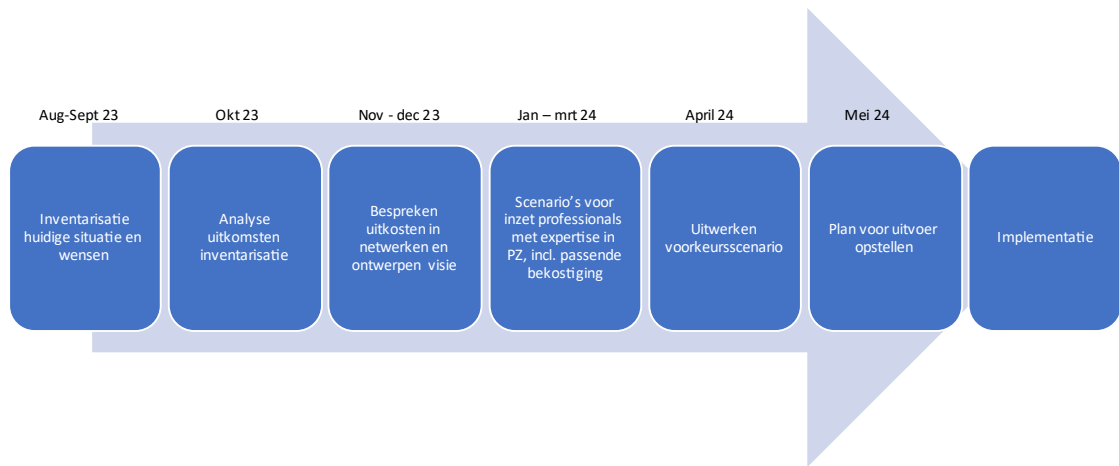 Aug-Sept 23
Okt 23
Nov - dec 23
Jan – mrt 24
April 24
Mei 24
Inventarisatie
huidige situatie en
wensen
Analyse
uitkomsten
inventarisatie
Bespreken
uitkosten in
netwerken en
ontwerpen visie
Scenario's voor
inzet professionals
met expertise in
PZ, incl. passende
bekostiging
Uitwerken
voorkeursscenario
Plan voor uitvoer
opstellen
Implementatie